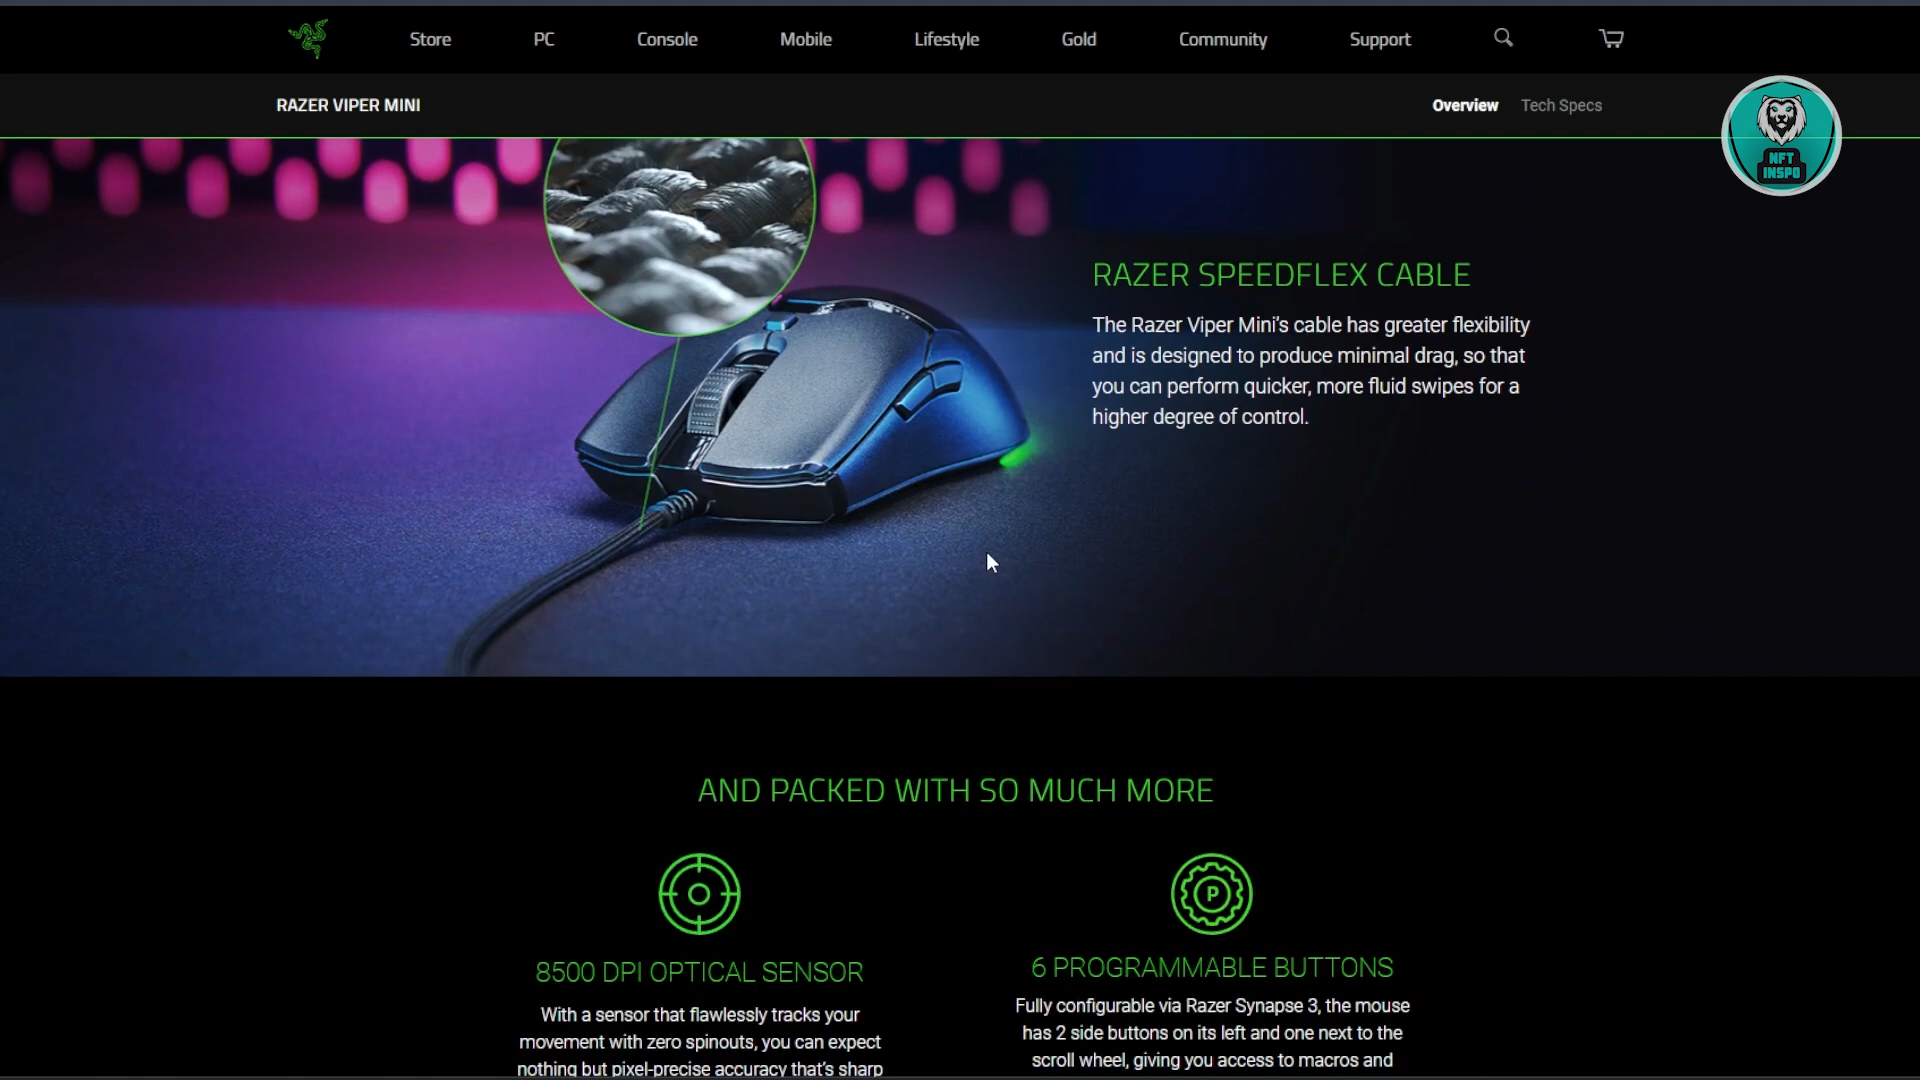 Store PC Console Mobile Lifestyle Gold Community Support
RAZER VIPER MINI
Overview Tech Specs
NFT
INSPO
RAZER SPEEDFLEX CABLE
The Razer Viper Mini’s cable has greater flexibility
and is designed to produce minimal drag, so that
you can perform quicker, more fluid swipes for a
higher degree of control.
AND PACKED WITH SO MUCH MORE
P
8500 DPI OPTICAL SENSOR
With a sensor that flawlessly tracks your
movement with zero spinouts, you can expect
nothing but pixel-precise accuracy that’s sharp
6 PROGRAMMABLE BUTTONS
Fully configurable via Razer Synapse 3, the mouse
has 2 side buttons on its left and one next to the
scroll wheel, giving you access to macros and